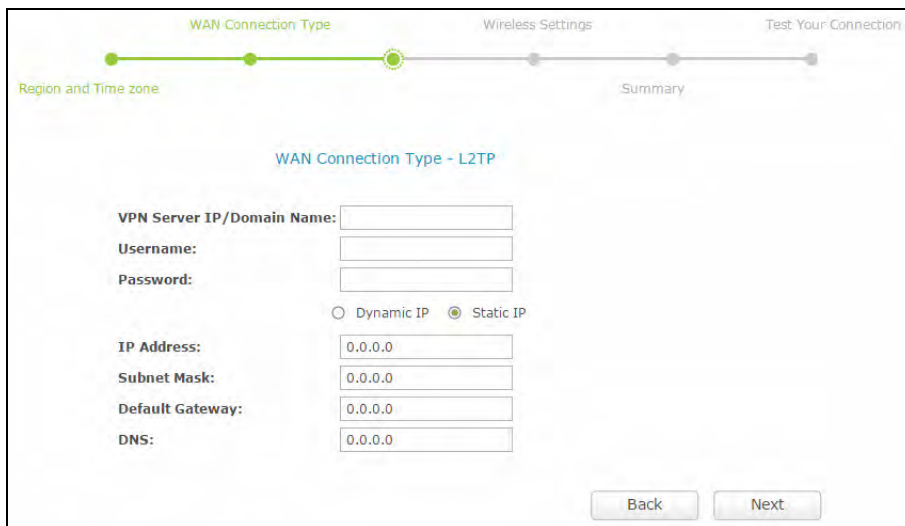 WAN Connection Type Wireless Settings Test Your Connection
Region and Time zone Summary
WAN Connection Type - L2TP
VPN Server IP/Domain Name:
Username:
Password:
Dynamic IP Static IP
IP Address: 0.0.0.0
Subnet Mask: 0.0.0.0
Default Gateway: 0.0.0.0
DNS: 0.0.0.0
Back Next